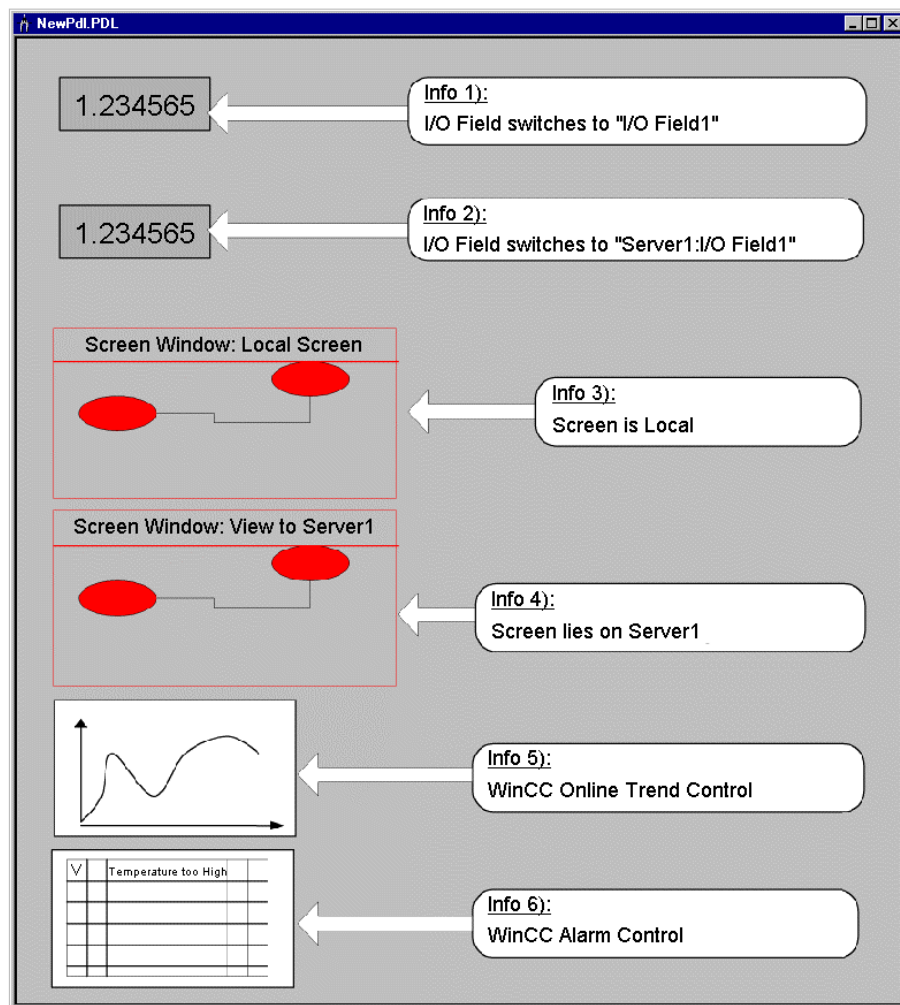 NewPdl.PDL
1.234565
Info 1):
I/O Field switches to "I/O Field1"
1.234565
Info 2):
I/O Field switches to "Server1:I/O Field1"
Screen Window: Local Screen
Info 3):
Screen is Local
Screen Window: View to Server1
Info 4):
Screen lies on Server1
Info 5):
WinCC Online Trend Control
V
Temperature too High
Info 6):
WinCC Alarm Control